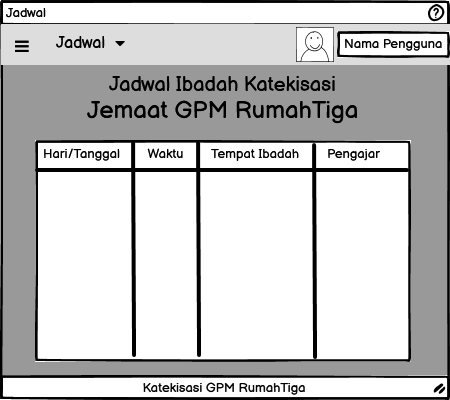 Jadwal
?
Jadwal
Nama Pengguna
Jadwal Ibadah Katekisasi
Jemaat GPM RumahTiga
Hari/Tanggal Waktu Tempat Ibadah Pengajar
Katekisasi GPM RumahTiga